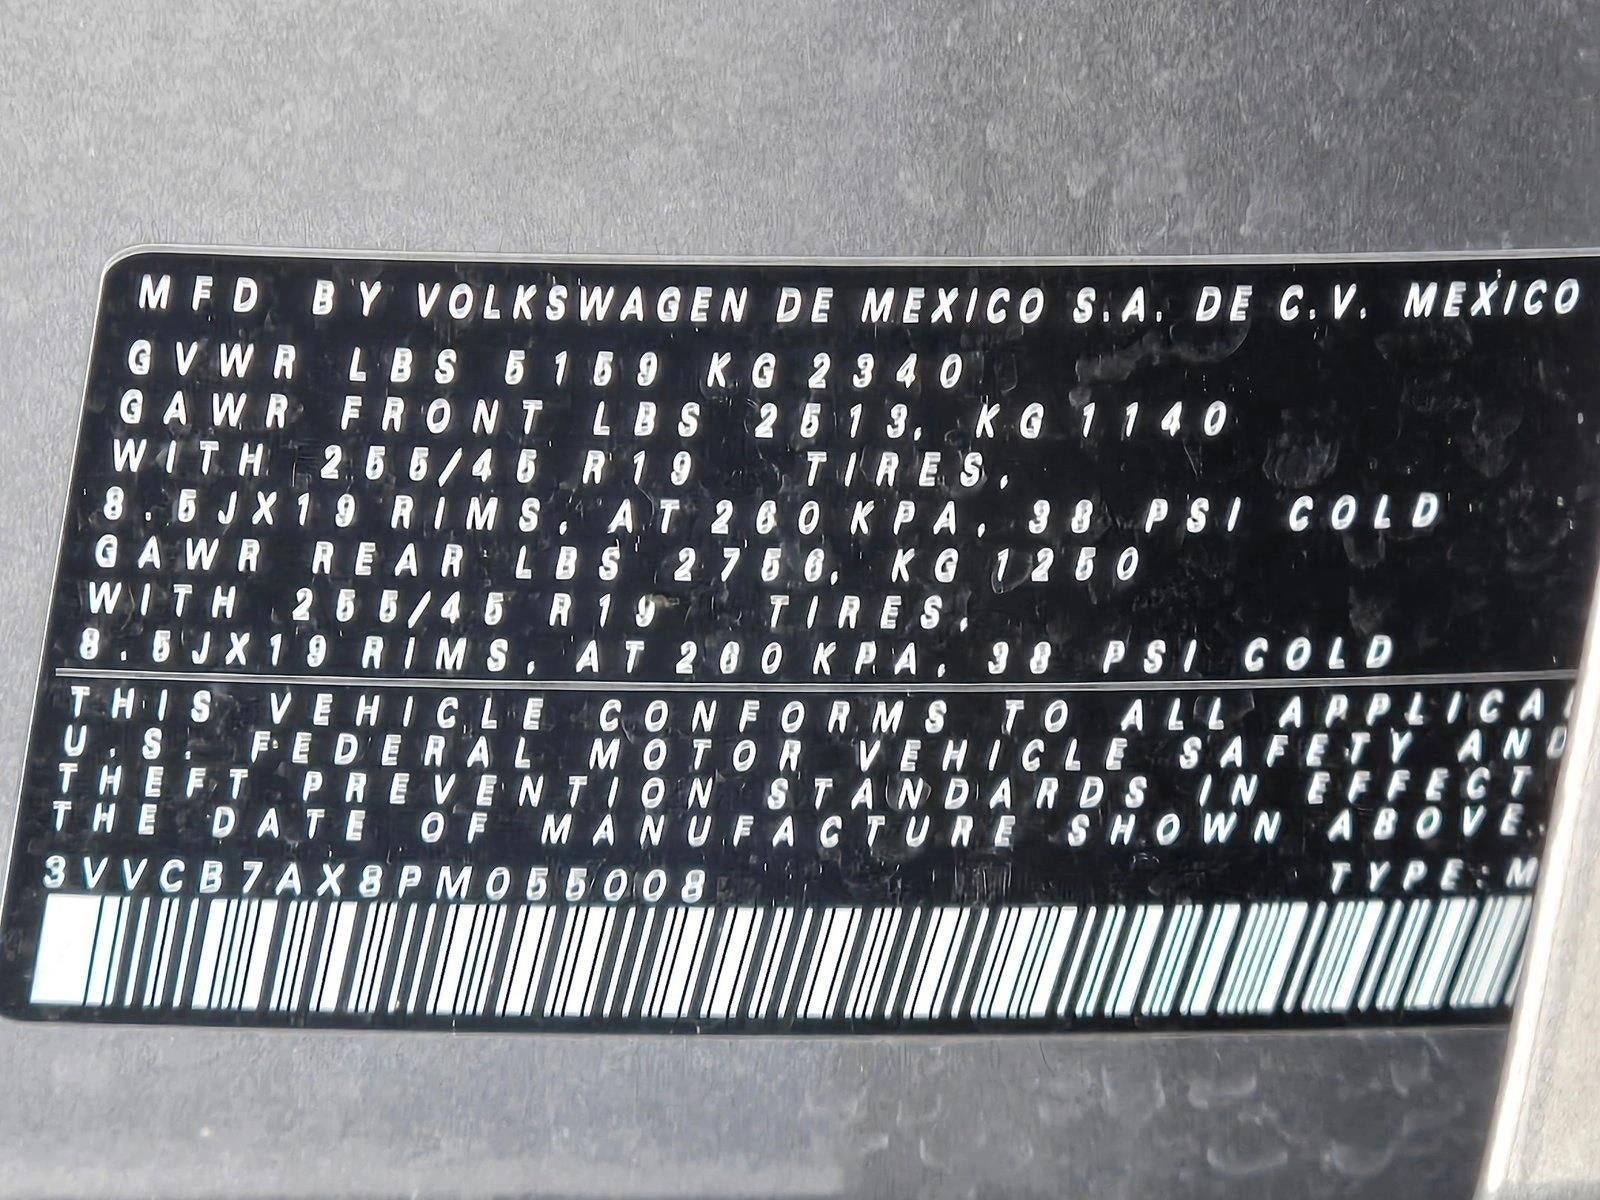 MFD BY VOLKSWAGEN DE MEXICO S.A. DE C.V. MEXICO
GVWR LBS 5159 KG 2340
GAWR FRONT LBS 2513, KG 1140
WITH 255/45 R19 TIRES,
8.5JX19 RIMS, AT 260 KPA, 38 PSI COLD
GAWR REAR LBS 2756, KG 1250
WITH 255/45 R19 TIRES,
8.5JX19 RIMS, AT 260 KPA, 38 PSI COLD
THIS VEHICLE CONFORMS TO ALL APPLICA
U.S. FEDERAL MOTOR VEHICLE SAFETY AND
THEFT PREVENTION STANDARDS IN EFFECT
THE DATE OF MANUFACTURE SHOWN ABOVE.
3VVCB7AX8PM055008 TYPE: M